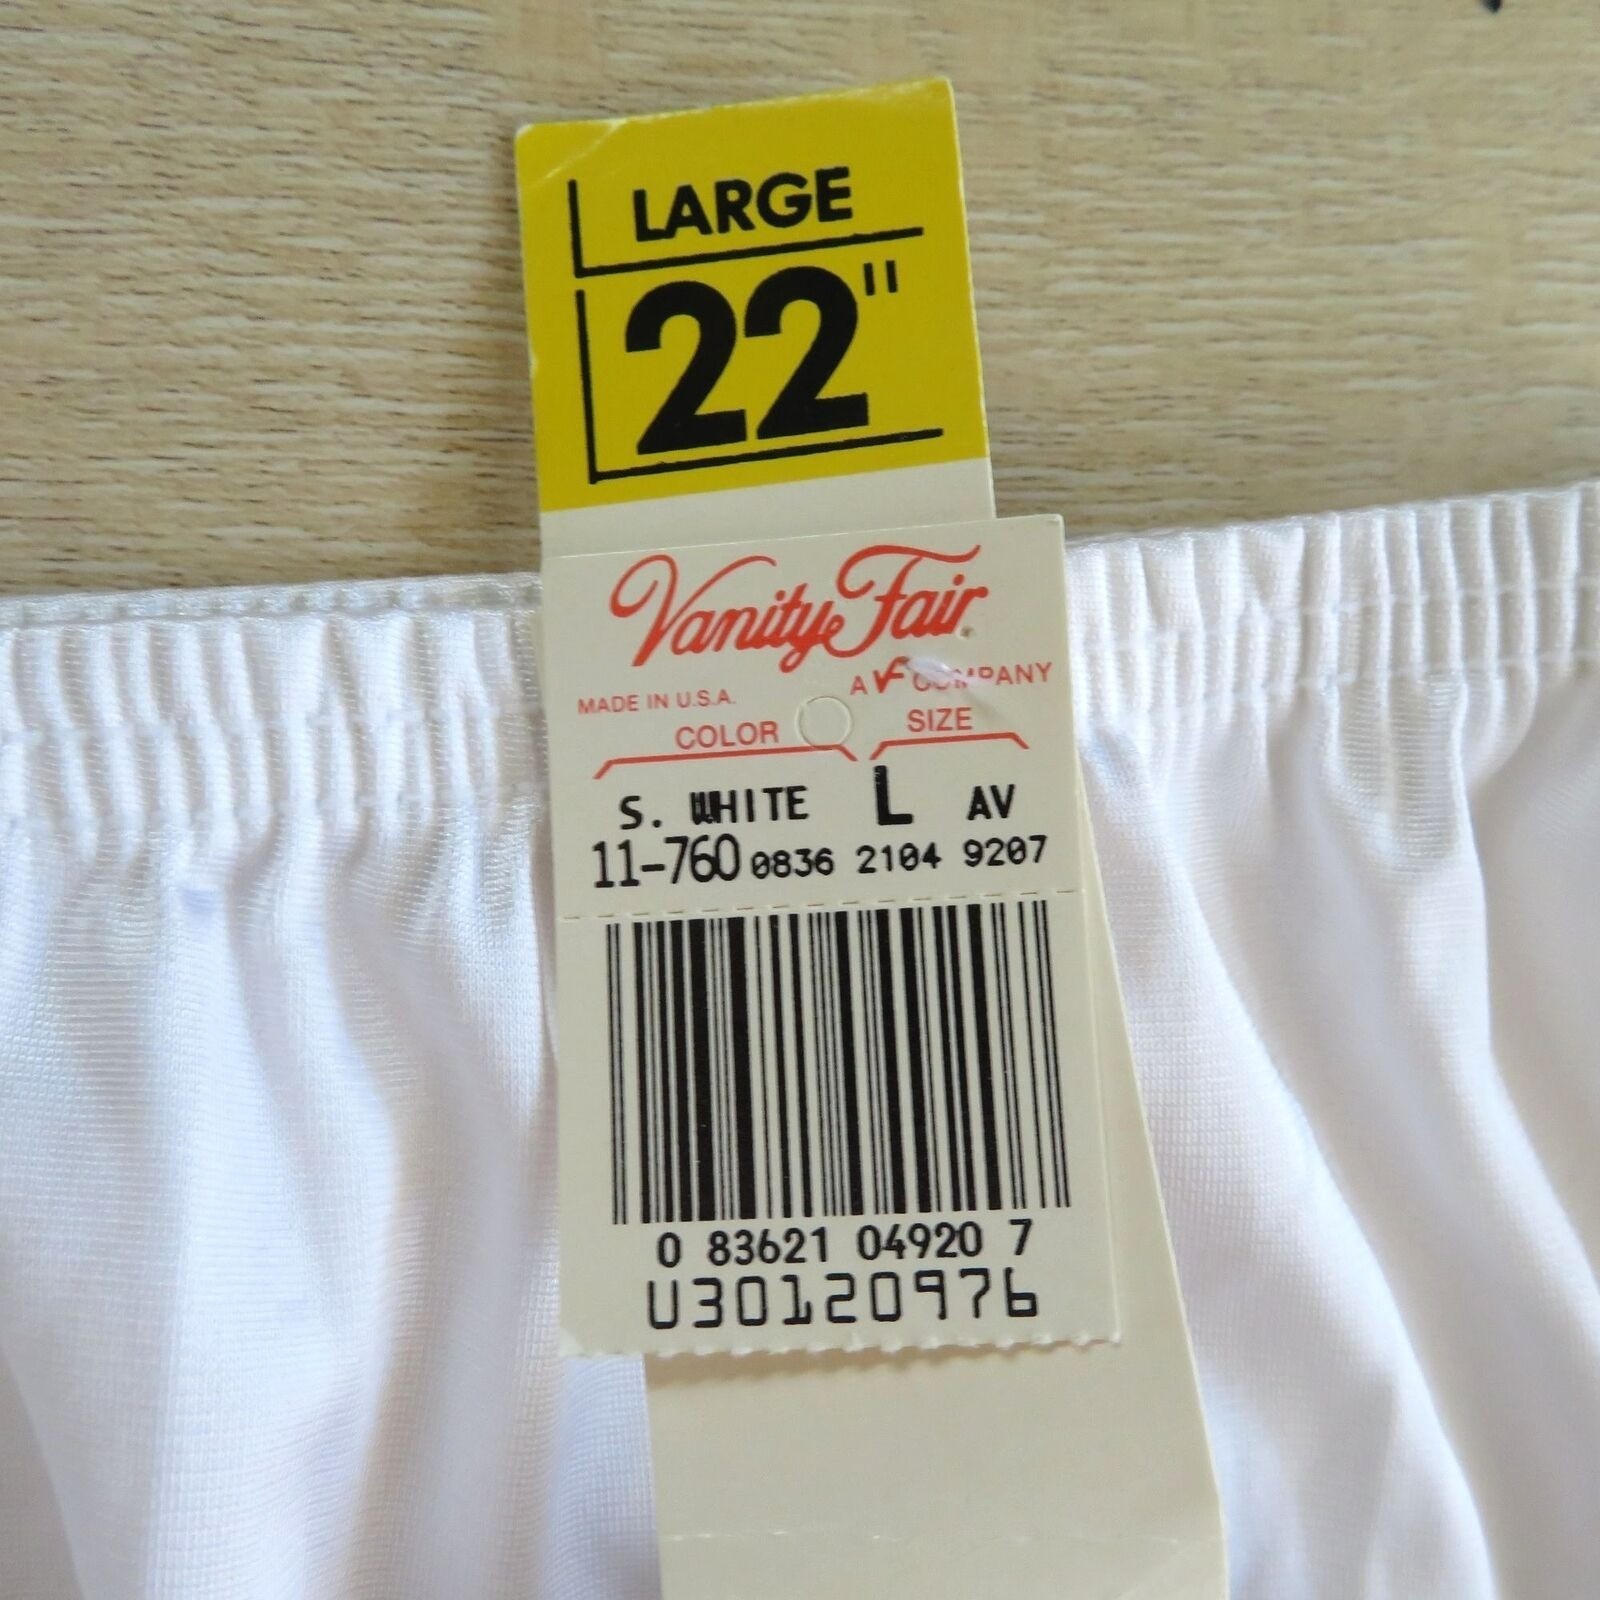 LARGE
22"
Vanity Fair
MADE IN U.S.A. A VF COMPANY
COLOR SIZE
S. WHITE L AV
11-760 0836 2104 9207
0 83621 04920 7
U30120976